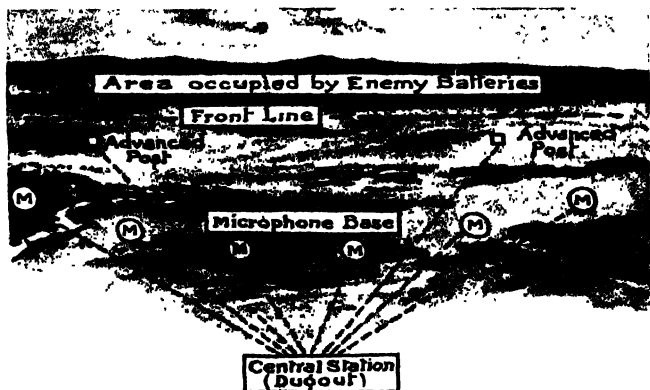 Area occupied by Enemy Batteries
Front Line
Advanced
Post
Advanced
Post
M
M
Microphone Base
M
M
M
M
Central Station
(Dugout)